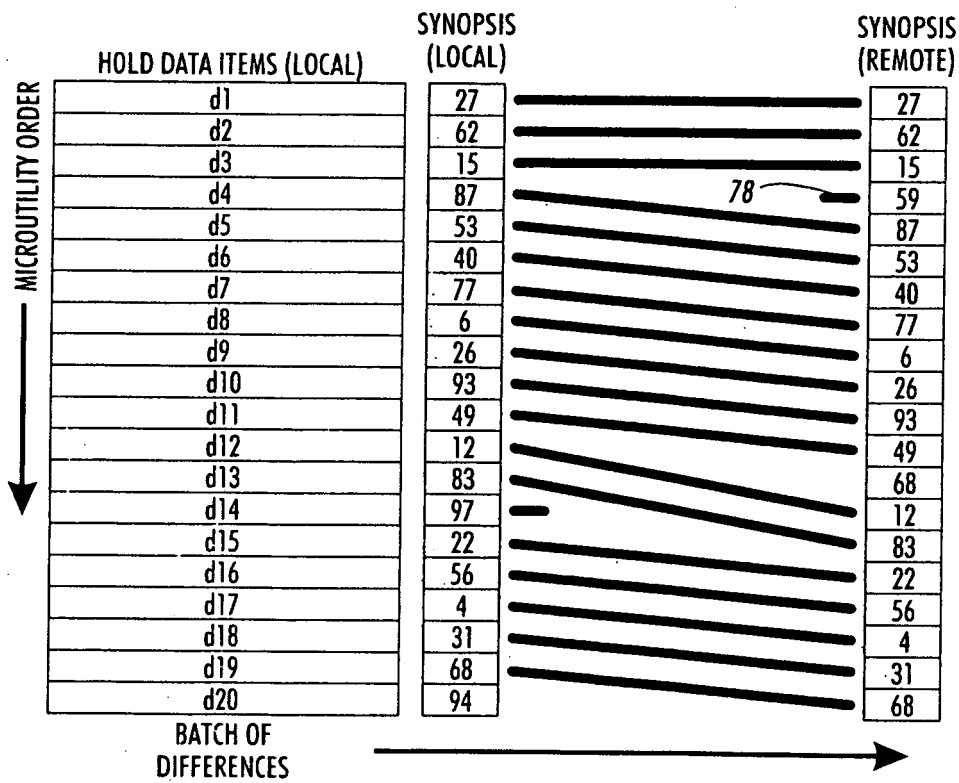 SYNOPSIS
(LOCAL)
SYNOPSIS
(REMOTE)
HOLD DATA ITEMS (LOCAL)
MICROUTILITY ORDER
d1 27 27
d2 62 62
d3 15 15
d4 87 78 59
d5 53 87
d6 40 53
d7 77 40
d8 6 77
d9 26 6
d10 93 26
d11 49 93
d12 12 49
d13 83 68
d14 97 12
d15 22 83
d16 56 22
d17 4 56
d18 31 4
d19 68 31
d20 94 68
BATCH OF
DIFFERENCES